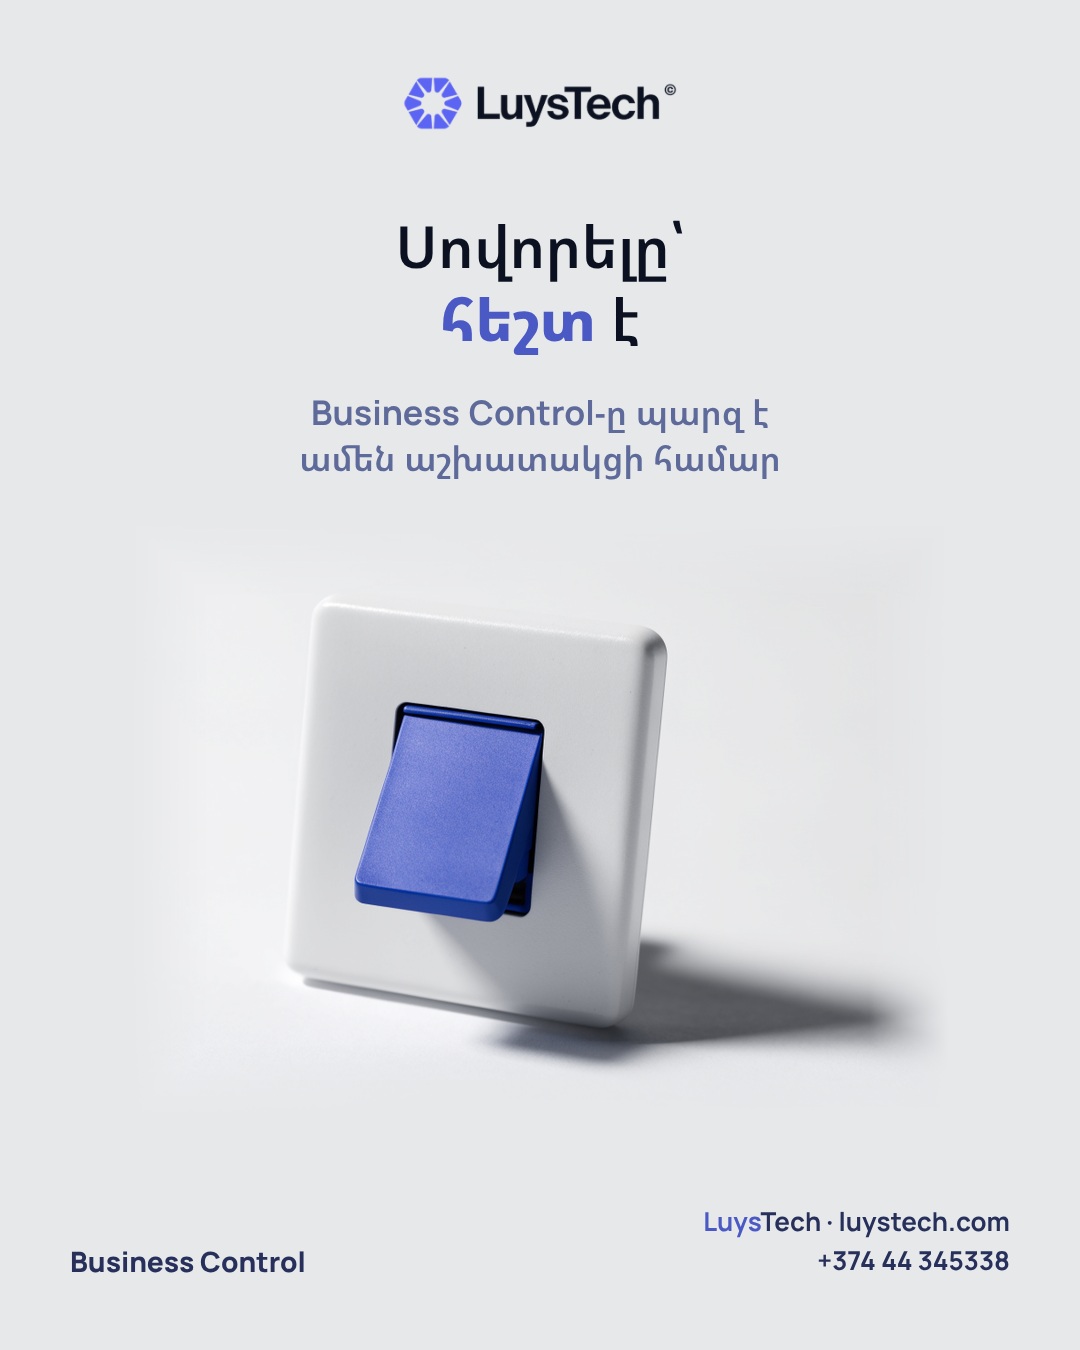 LuysTech©
Սովորելը՝
հեշտ է
Business Control-ը պարզ է
ամեն աշխատակցի համար
LuysTech · luystech.com
Business Control
+374 44 345338